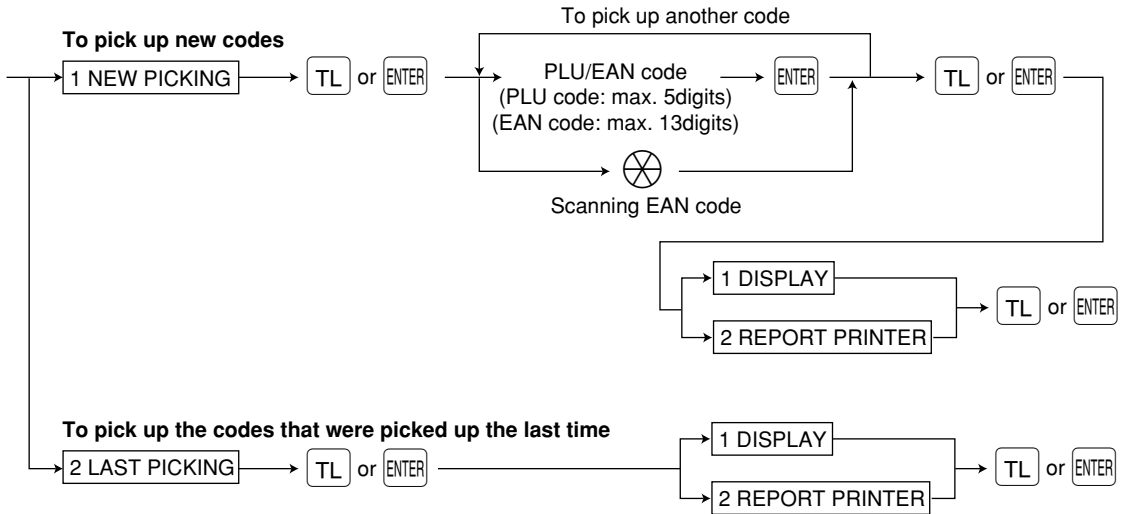 To pick up another code
To pick up new codes
1 NEW PICKING TL or ENTER PLU/EAN code ENTER TL or ENTER
(PLU code: max. 5digits)
(EAN code: max. 13digits)
Scanning EAN code
1 DISPLAY
TL or ENTER
2 REPORT PRINTER
To pick up the codes that were picked up the last time
1 DISPLAY
2 LAST PICKING TL or ENTER TL or ENTER
2 REPORT PRINTER